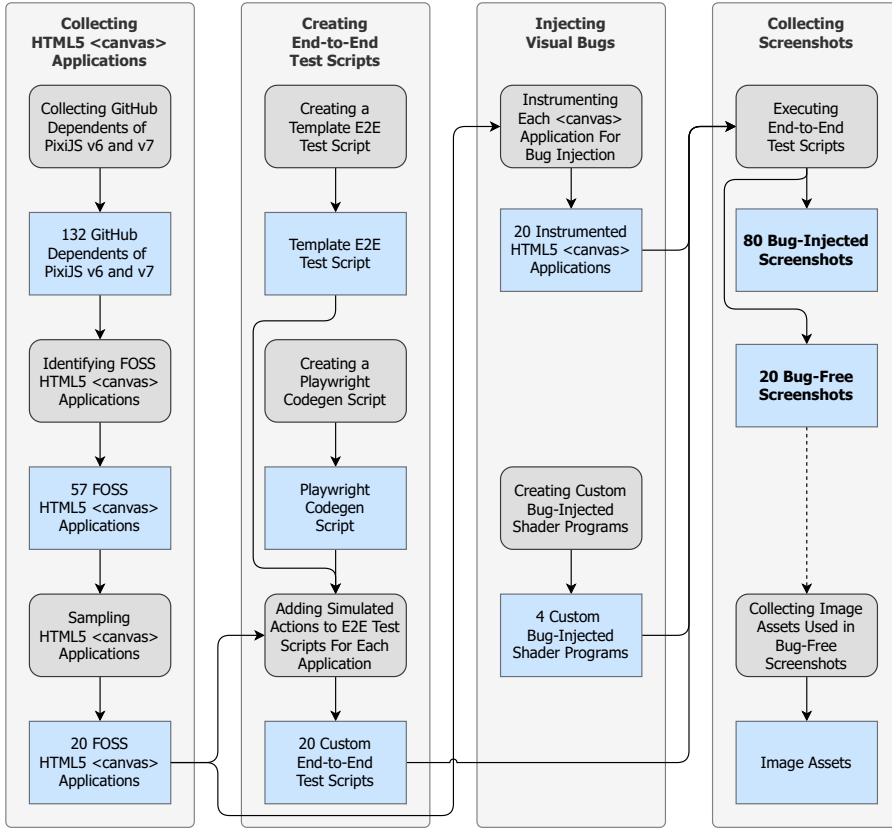 Collecting
HTML5 <canvas>
Applications
Collecting GitHub
Dependents of
PixiJS v6 and v7
132 GitHub
Dependents of
PixiJS v6 and v7
Identifying FOSS
HTML5 <canvas>
Applications
57 FOSS
HTML5 <canvas>
Applications
Sampling
HTML5 <canvas>
Applications
20 FOSS
HTML5 <canvas>
Applications
Creating
End-to-End
Test Scripts
Creating a
Template E2E
Test Script
Template E2E
Test Script
Creating a
Playwright
Codegen Script
Playwright
Codegen
Script
Adding Simulated
Actions to E2E Test
Scripts For Each
Application
20 Custom
End-to-End
Test Scripts
Injecting
Visual Bugs
Instrumenting
Each <canvas>
Application For
Bug Injection
20 Instrumented
HTML5 <canvas>
Applications
Creating Custom
Bug-Injected
Shader Programs
4 Custom
Bug-Injected
Shader Programs
Collecting
Screenshots
Executing
End-to-End
Test Scripts
80 Bug-Injected
Screenshots
20 Bug-Free
Screenshots
Collecting Image
Assets Used in
Bug-Free
Screenshots
Image Assets